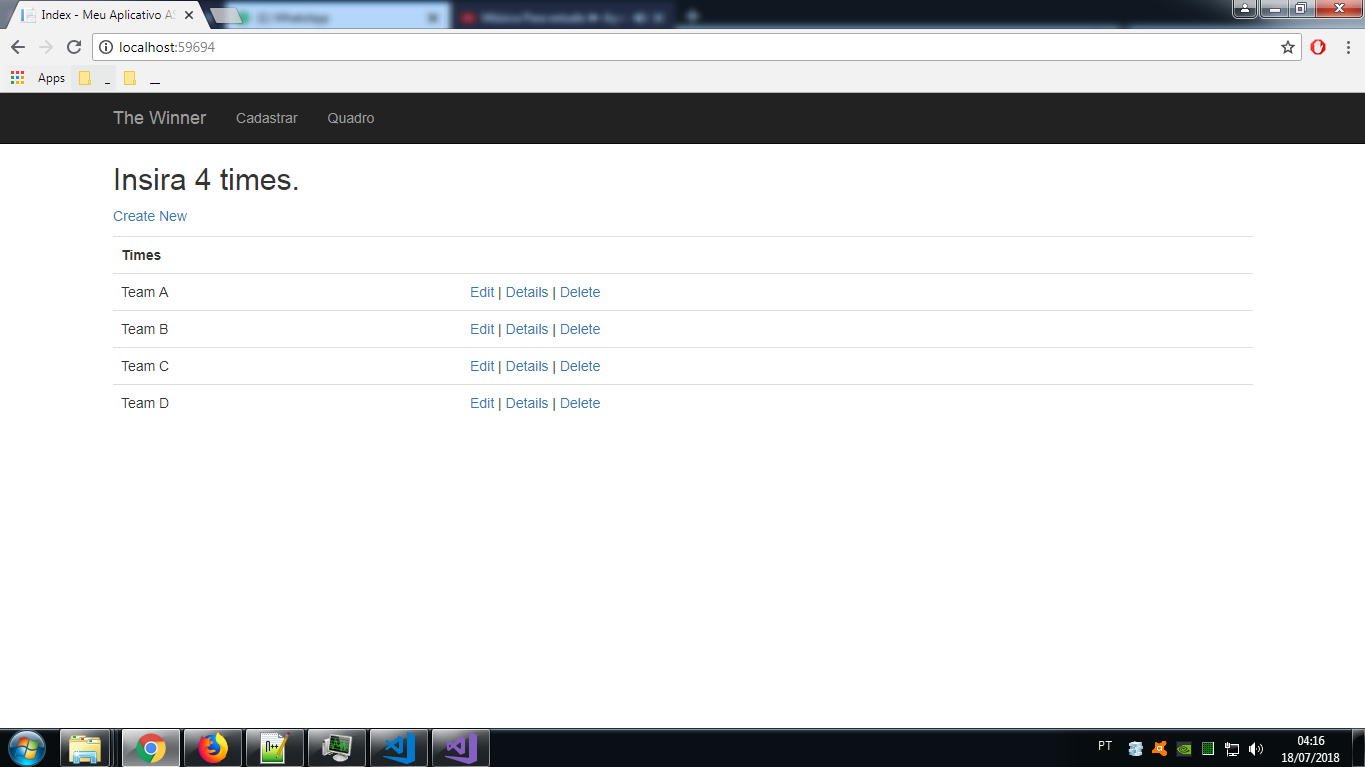 Index - Meu Aplicativo AS
WhatsApp
localhost:59694
Apps _ __
The Winner Cadastrar Quadro
Insira 4 times.
Create New
Times
Team A Edit | Details | Delete
Team B Edit | Details | Delete
Team C Edit | Details | Delete
Team D Edit | Details | Delete
PT
04:16
18/07/2018